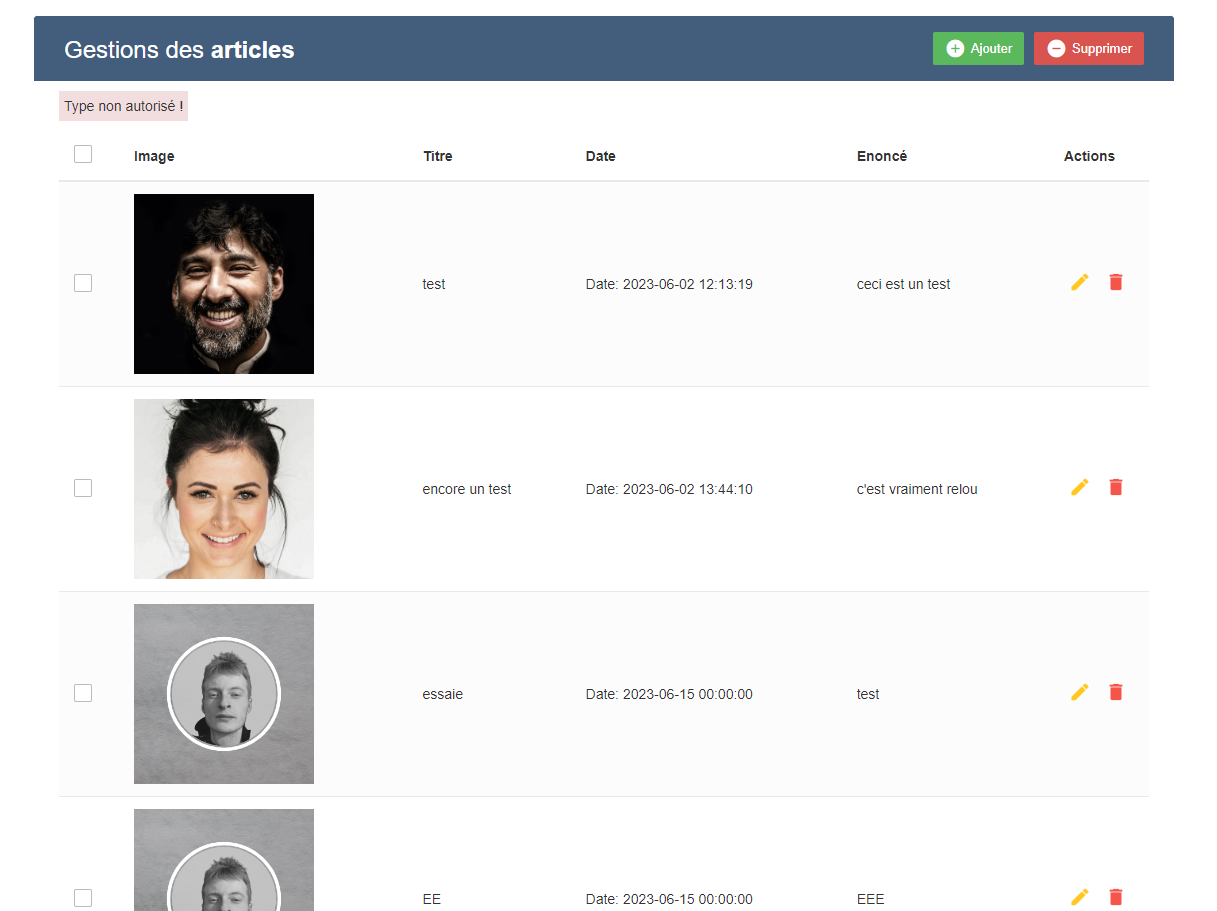 Gestions des articles
Ajouter
Supprimer
Type non autorisé !
Image Titre Date Enoncé Actions
test Date: 2023-06-02 12:13:19 ceci est un test
encore un test Date: 2023-06-02 13:44:10 c'est vraiment relou
essaie Date: 2023-06-15 00:00:00 test
EE Date: 2023-06-15 00:00:00 EEE